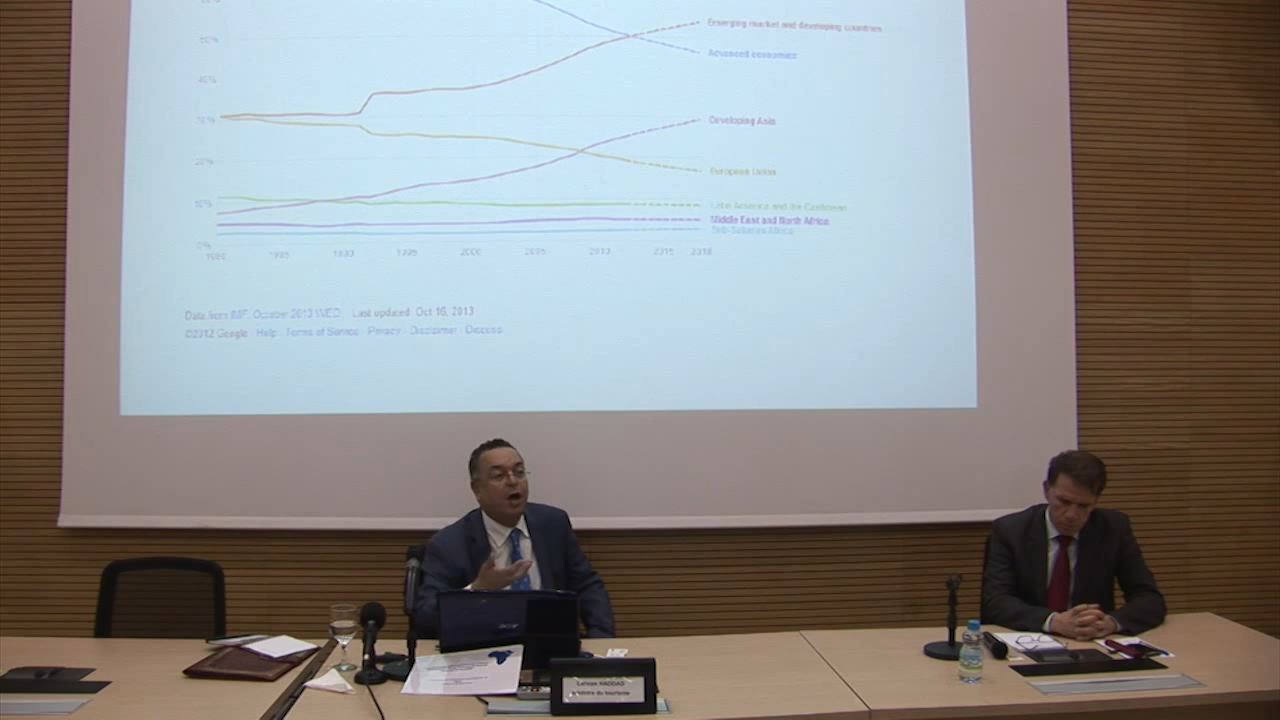 50%
Emerging market and developing countries
Advanced economies
40%
30%
Developing Asia
20%
European Union
10%
Latin America and the Caribbean
Middle East and North Africa
Sub-Saharan Africa
0%
1980 1985 1990 1995 2000 2005 2010 2015 2018
Data from IMF, October 2013 WEO Last updated: Oct 16, 2013
©2012 Google Help Terms of Service Privacy Disclaimer Discuss
acer
HADDAD